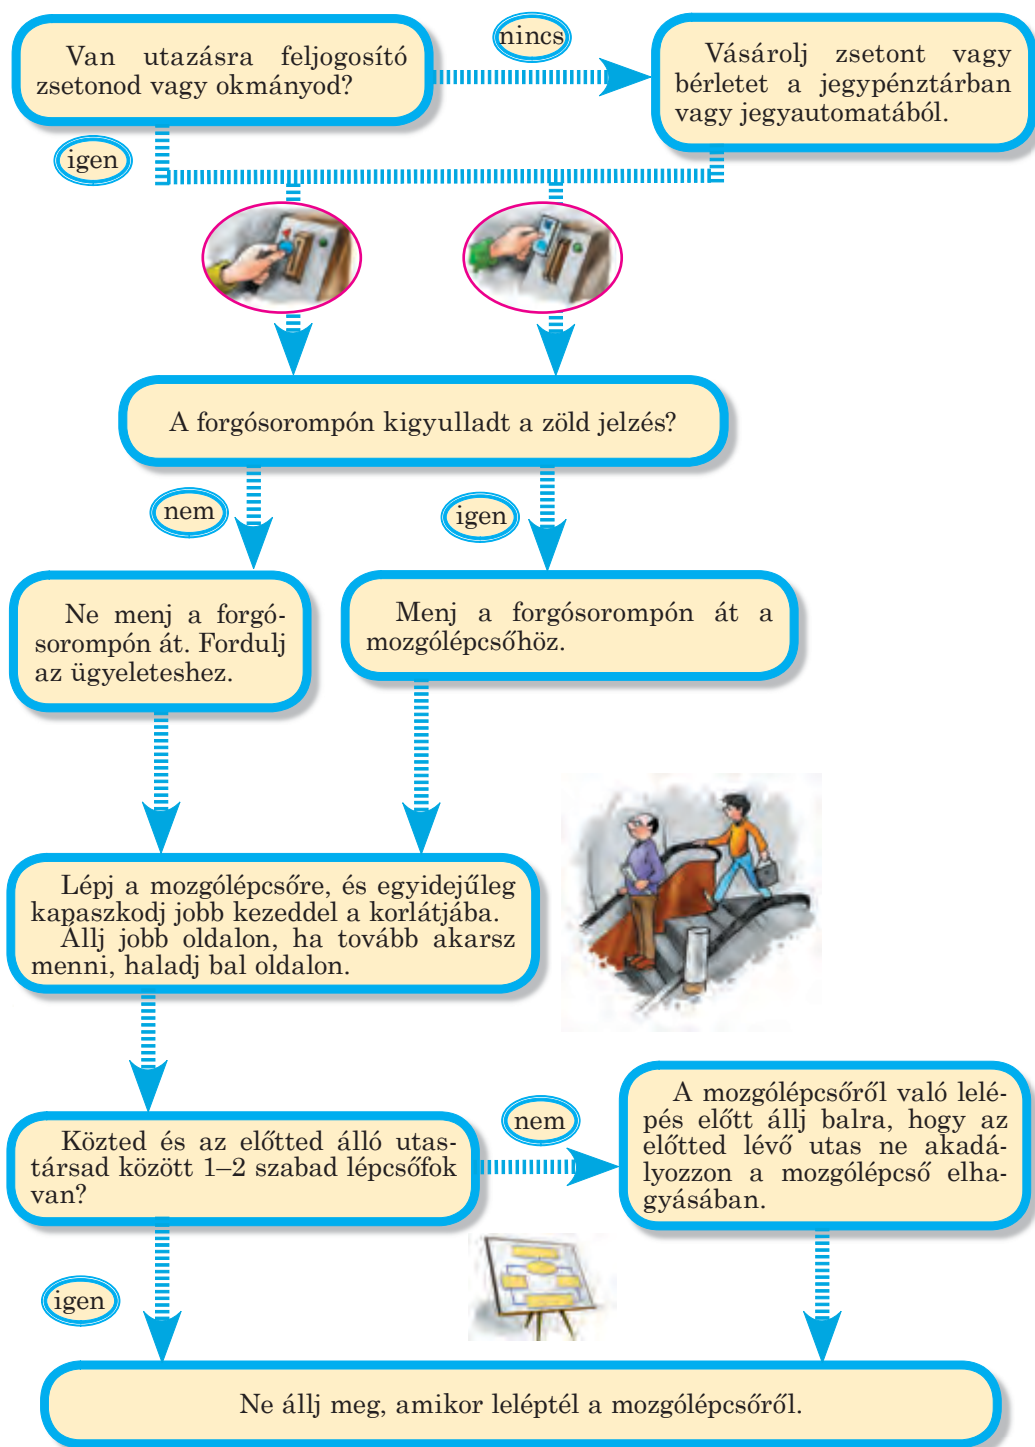 Van utazásra feljogosító
zsetonod vagy okmányod?
nincs
Vásárolj zsetont vagy
bérletet a jegypénztárban
vagy jegyautomatából.
igen
A forgósorompón kigyulladt a zöld jelzés?
nem
igen
Ne menj a forgó-
sorompón át. Fordulj
az ügyeleteshez.
Menj a forgósorompón át a
mozgólépcsőhöz.
Lépj a mozgólépcsőre, és egyidejűleg
kapaszkodj jobb kezeddel a korlátjába.
Állj jobb oldalon, ha tovább akarsz
menni, haladj bal oldalon.
Közted és az előtted álló utas-
társad között 1–2 szabad lépcsőfok
van?
nem
A mozgólépcsőről való lelé-
pés előtt állj balra, hogy az
előtted lévő utas ne akadá-
lyozzon a mozgólépcső elha-
gyásában.
igen
Ne állj meg, amikor leléptél a mozgólépcsőről.